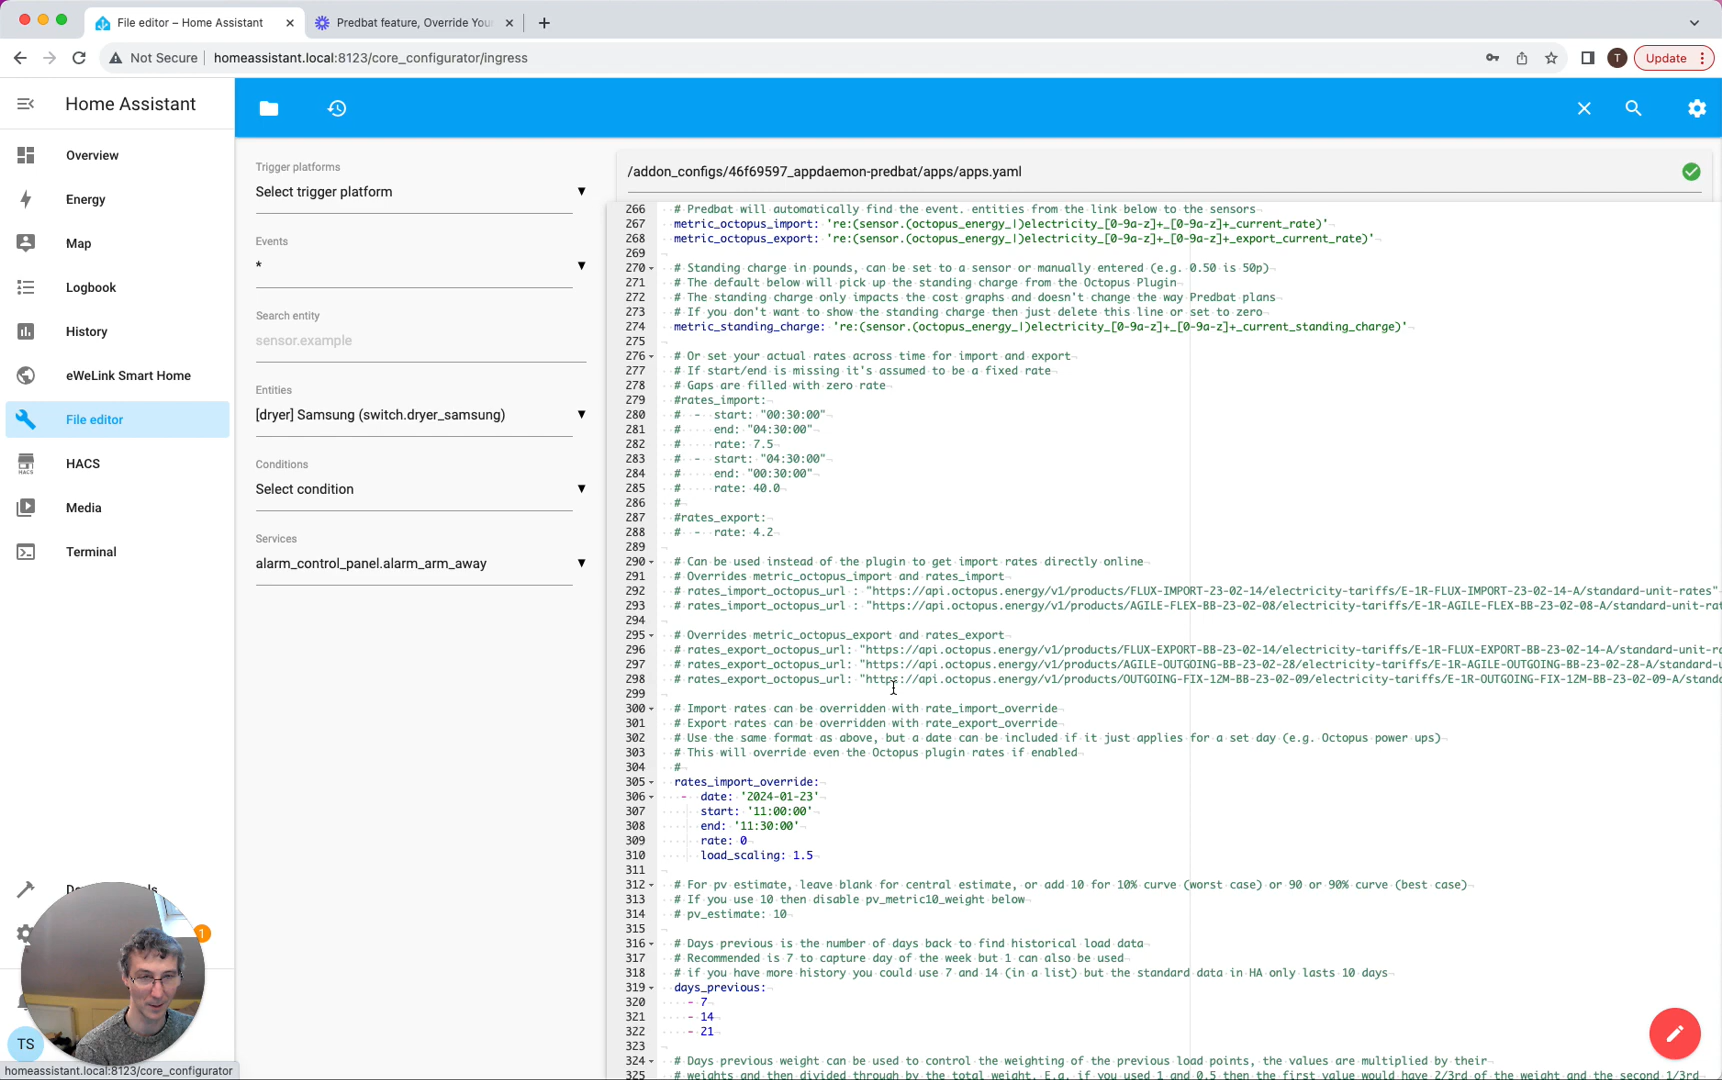 File editor – Home Assistant
Predbat feature, Override You
Not Secure
homeassistant.local:8123/core_configurator/ingress
T
Update
Home Assistant
Overview
Energy
Map
Logbook
History
eWeLink Smart Home
File editor
HACS
Media
Terminal
1
TS
homeassistant.local:8123/core_configurator
Trigger platforms
Select trigger platform
Events
*
Search entity
sensor.example
Entities
[dryer] Samsung (switch.dryer_samsung)
Conditions
Select condition
Services
alarm_control_panel.alarm_arm_away
/addon_configs/46f69597_appdaemon-predbat/apps/apps.yaml
266 # Predbat will automatically find the event. entities from the link below to the sensors
267 metric_octopus_import: 're:(sensor.(octopus_energy_|)electricity_[0-9a-z]+_[0-9a-z]+_current_rate)'
268 metric_octopus_export: 're:(sensor.(octopus_energy_|)electricity_[0-9a-z]+_[0-9a-z]+_export_current_rate)'
269
270 # Standing charge in pounds, can be set to a sensor or manually entered (e.g. 0.50 is 50p)
271 # The default below will pick up the standing charge from the Octopus Plugin
272 # The standing charge only impacts the cost graphs and doesn't change the way Predbat plans
273 # If you don't want to show the standing charge then just delete this line or set to zero
274 metric_standing_charge: 're:(sensor.(octopus_energy_|)electricity_[0-9a-z]+_[0-9a-z]+_current_standing_charge)'
275
276 # Or set your actual rates across time for import and export
277 # If start/end is missing it's assumed to be a fixed rate
278 # Gaps are filled with zero rate
279 #rates_import:
280 # - start: "00:30:00"
281 # end: "04:30:00"
282 # rate: 7.5
283 # - start: "04:30:00"
284 # end: "00:30:00"
285 # rate: 40.0
286 #
287 #rates_export:
288 # - rate: 4.2
289
290 # Can be used instead of the plugin to get import rates directly online
291 # Overrides metric_octopus_import and rates_import
292 # rates_import_octopus_url : "https://api.octopus.energy/v1/products/FLUX-IMPORT-23-02-14/electricity-tariffs/E-1R-FLUX-IMPORT-23-02-14-A/standard-unit-rates"
293 # rates_import_octopus_url : "https://api.octopus.energy/v1/products/AGILE-FLEX-BB-23-02-08/electricity-tariffs/E-1R-AGILE-FLEX-BB-23-02-08-A/standard-unit-rat
294
295 # Overrides metric_octopus_export and rates_export
296 # rates_export_octopus_url: "https://api.octopus.energy/v1/products/FLUX-EXPORT-BB-23-02-14/electricity-tariffs/E-1R-FLUX-EXPORT-BB-23-02-14-A/standard-unit-r
297 # rates_export_octopus_url: "https://api.octopus.energy/v1/products/AGILE-OUTGOING-BB-23-02-28/electricity-tariffs/E-1R-AGILE-OUTGOING-BB-23-02-28-A/standard-u
298 # rates_export_octopus_url: "https://api.octopus.energy/v1/products/OUTGOING-FIX-12M-BB-23-02-09/electricity-tariffs/E-1R-OUTGOING-FIX-12M-BB-23-02-09-A/stand
299
300 # Import rates can be overridden with rate_import_override
301 # Export rates can be overridden with rate_export_override
302 # Use the same format as above, but a date can be included if it just applies for a set day (e.g. Octopus power ups)
303 # This will override even the Octopus plugin rates if enabled
304 #
305 rates_import_override:
306 - date: '2024-01-23'
307 start: '11:00:00'
308 end: '11:30:00'
309 rate: 0
310 load_scaling: 1.5
311
312 # For pv estimate, leave blank for central estimate, or add 10 for 10% curve (worst case) or 90 or 90% curve (best case)
313 # If you use 10 then disable pv_metric10_weight below
314 # pv_estimate: 10
315
316 # Days previous is the number of days back to find historical load data
317 # Recommended is 7 to capture day of the week but 1 can also be used
318 # if you have more history you could use 7 and 14 (in a list) but the standard data in HA only lasts 10 days
319 days_previous:
320 - 7
321 - 14
322 - 21
323
324 # Days previous weight can be used to control the weighting of the previous load points, the values are multiplied by their
325 # weights and then divided through by the total weight. E.g. if you used 1 and 0.5 then the first value would have 2/3rd of the weight and the second 1/3rd